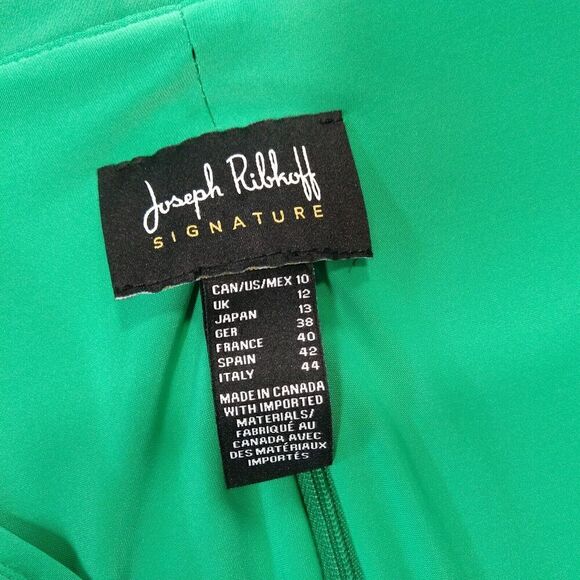 Joseph Ribkoff
SIGNATURE
CAN/US/MEX 10
UK 12
JAPAN 13
GER 38
FRANCE 40
SPAIN 42
ITALY 44
MADE IN CANADA
WITH IMPORTED
MATERIALS/
FABRIQUÉ AU
CANADA AVEC
DES MATÉRIAUX
IMPORTÉS